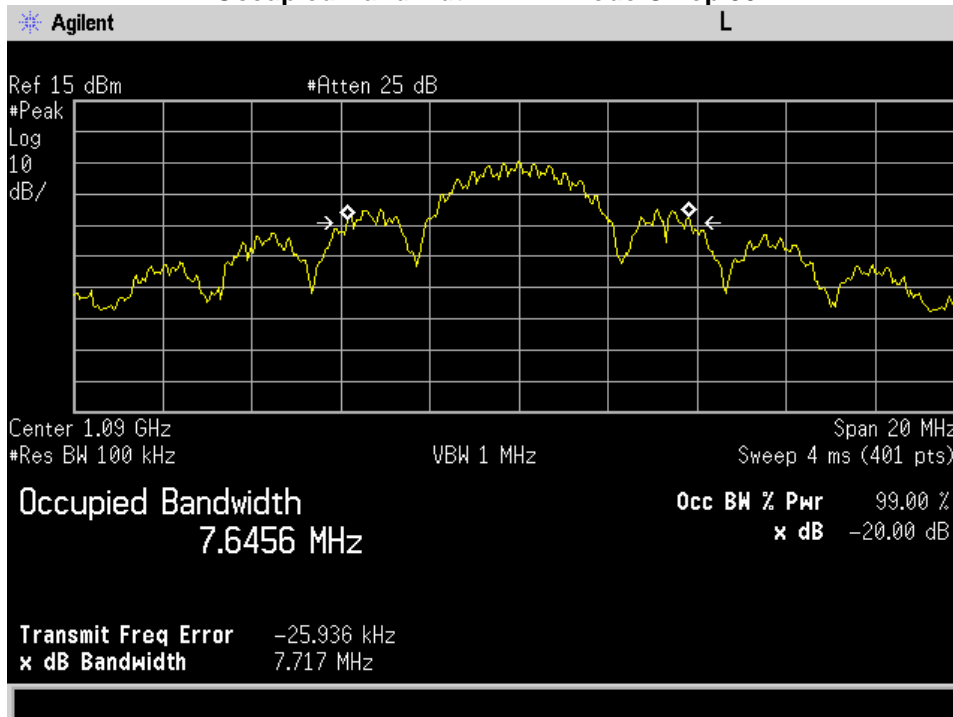 Agilent L
Ref 15 dBm #Atten 25 dB
#Peak
Log
10
dB/
Center 1.09 GHz Span 20 MHz
#Res BW 100 kHz VBW 1 MHz Sweep 4 ms (401 pts)
Occupied Bandwidth Occ BW % Pwr 99.00 %
7.6456 MHz x dB -20.00 dB
Transmit Freq Error -25.936 kHz
x dB Bandwidth 7.717 MHz